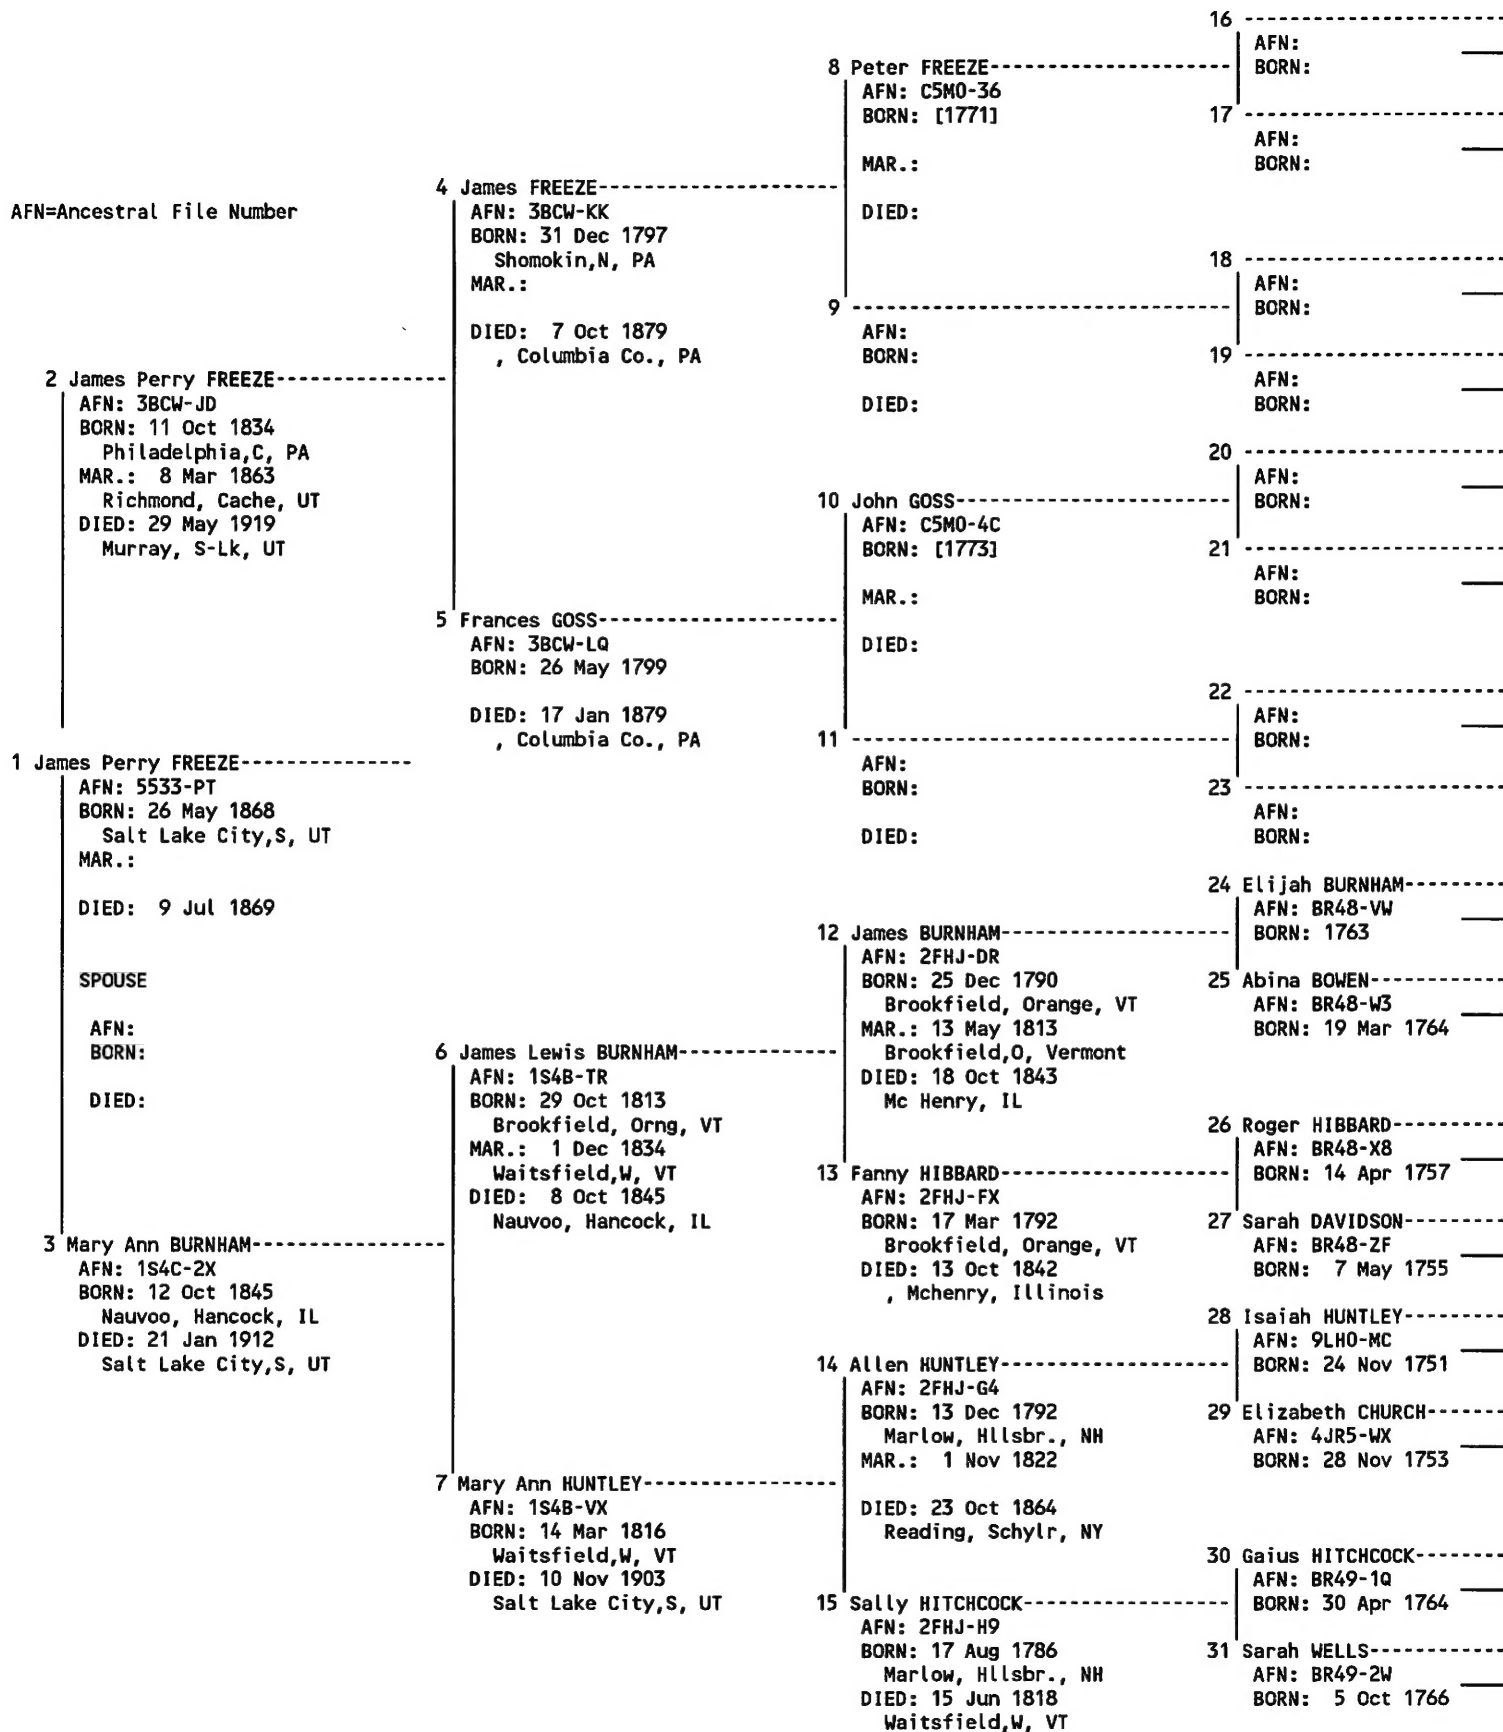 AFN=Ancestral File Number
1 James Perry FREEZE
AFN: 5533-PT
BORN: 26 May 1868
Salt Lake City,S, UT
MAR.:
DIED: 9 Jul 1869
SPOUSE
AFN:
BORN:
DIED:
2 James Perry FREEZE
AFN: 3BCW-JD
BORN: 11 Oct 1834
Philadelphia,C, PA
MAR.: 8 Mar 1863
Richmond, Cache, UT
DIED: 29 May 1919
Murray, S-Lk, UT
3 Mary Ann BURNHAM
AFN: 1S4C-2X
BORN: 12 Oct 1845
Nauvoo, Hancock, IL
DIED: 21 Jan 1912
Salt Lake City,S, UT
4 James FREEZE
AFN: 3BCW-KK
BORN: 31 Dec 1797
Shomokin,N, PA
MAR.:
DIED: 7 Oct 1879
, Columbia Co., PA
5 Frances GOSS
AFN: 3BCW-LQ
BORN: 26 May 1799
DIED: 17 Jan 1879
, Columbia Co., PA
6 James Lewis BURNHAM
AFN: 1S4B-TR
BORN: 29 Oct 1813
Brookfield, Orng, VT
MAR.: 1 Dec 1834
Waitsfield,W, VT
DIED: 8 Oct 1845
Nauvoo, Hancock, IL
7 Mary Ann HUNTLEY
AFN: 1S4B-VX
BORN: 14 Mar 1816
Waitsfield,W, VT
DIED: 10 Nov 1903
Salt Lake City,S, UT
8 Peter FREEZE
AFN: C5M0-36
BORN: [1771]
MAR.:
DIED:
9
AFN:
BORN:
DIED:
10 John GOSS
AFN: C5M0-4C
BORN: [1773]
MAR.:
DIED:
11
AFN:
BORN:
DIED:
12 James BURNHAM
AFN: 2FHJ-DR
BORN: 25 Dec 1790
Brookfield, Orange, VT
MAR.: 13 May 1813
Brookfield,O, Vermont
DIED: 18 Oct 1843
Mc Henry, IL
13 Fanny HIBBARD
AFN: 2FHJ-FX
BORN: 17 Mar 1792
Brookfield, Orange, VT
DIED: 13 Oct 1842
, Mchenry, Illinois
14 Allen HUNTLEY
AFN: 2FHJ-G4
BORN: 13 Dec 1792
Marlow, Hllsbr., NH
MAR.: 1 Nov 1822
DIED: 23 Oct 1864
Reading, Schylr, NY
15 Sally HITCHCOCK
AFN: 2FHJ-H9
BORN: 17 Aug 1786
Marlow, Hllsbr., NH
DIED: 15 Jun 1818
Waitsfield,W, VT
16
AFN:
BORN:
17
AFN:
BORN:
18
AFN:
BORN:
19
AFN:
BORN:
20
AFN:
BORN:
21
AFN:
BORN:
22
AFN:
BORN:
23
AFN:
BORN:
24 Elijah BURNHAM
AFN: BR48-VW
BORN: 1763
25 Abina BOWEN
AFN: BR48-W3
BORN: 19 Mar 1764
26 Roger HIBBARD
AFN: BR48-X8
BORN: 14 Apr 1757
27 Sarah DAVIDSON
AFN: BR48-ZF
BORN: 7 May 1755
28 Isaiah HUNTLEY
AFN: 9LH0-MC
BORN: 24 Nov 1751
29 Elizabeth CHURCH
AFN: 4JR5-WX
BORN: 28 Nov 1753
30 Gaius HITCHCOCK
AFN: BR49-1Q
BORN: 30 Apr 1764
31 Sarah WELLS
AFN: BR49-2W
BORN: 5 Oct 1766